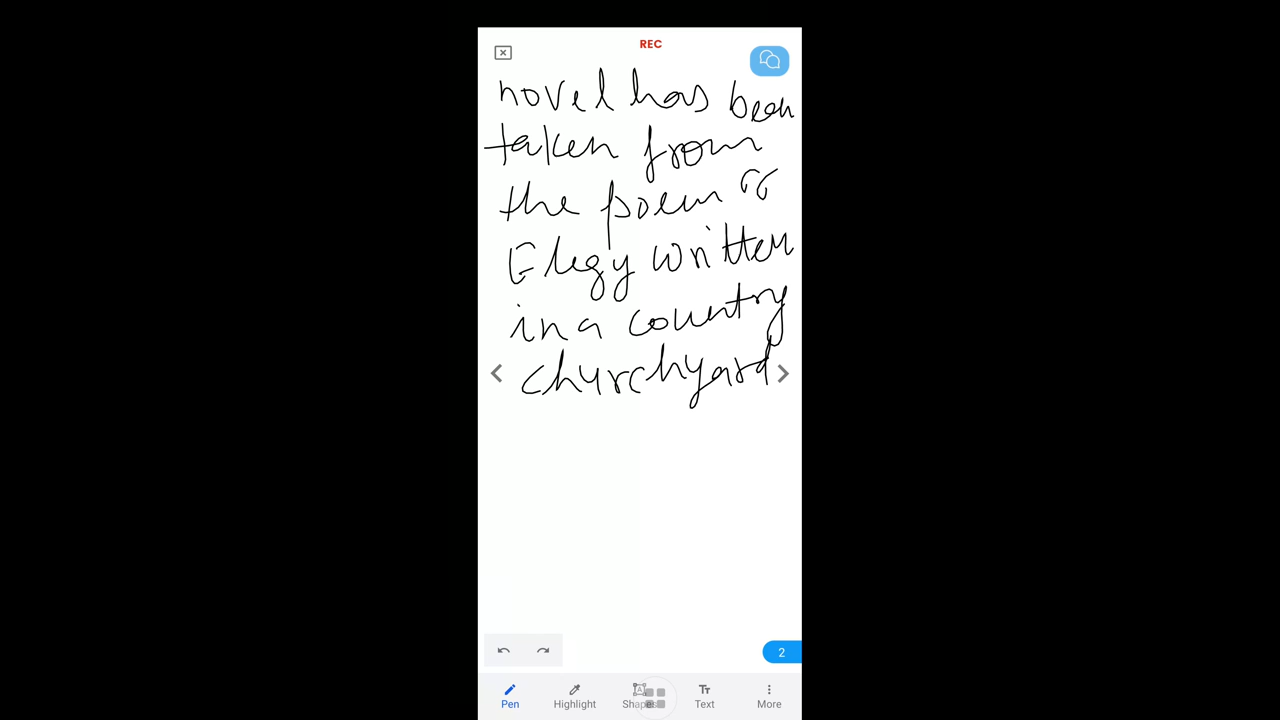 REC
novel has been
taken from
the poem "
Elegy written
in a country
churchyard
2
Pen Highlight Shapes Text More